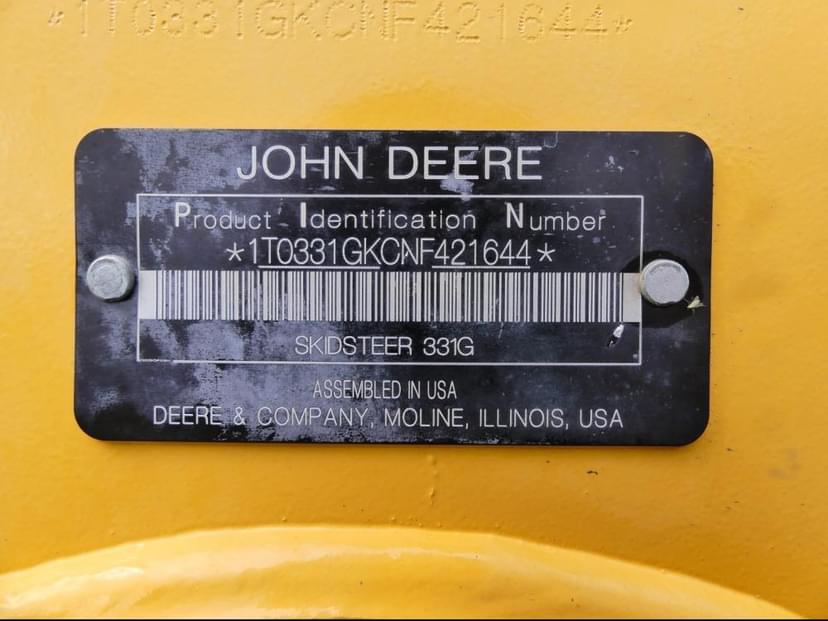 *1T0331GKCNF421644*
JOHN DEERE
Product Identification Number
*1T0331GKCNF421644*
SKIDSTEER 331G
ASSEMBLED IN USA
DEERE & COMPANY, MOLINE, ILLINOIS, USA